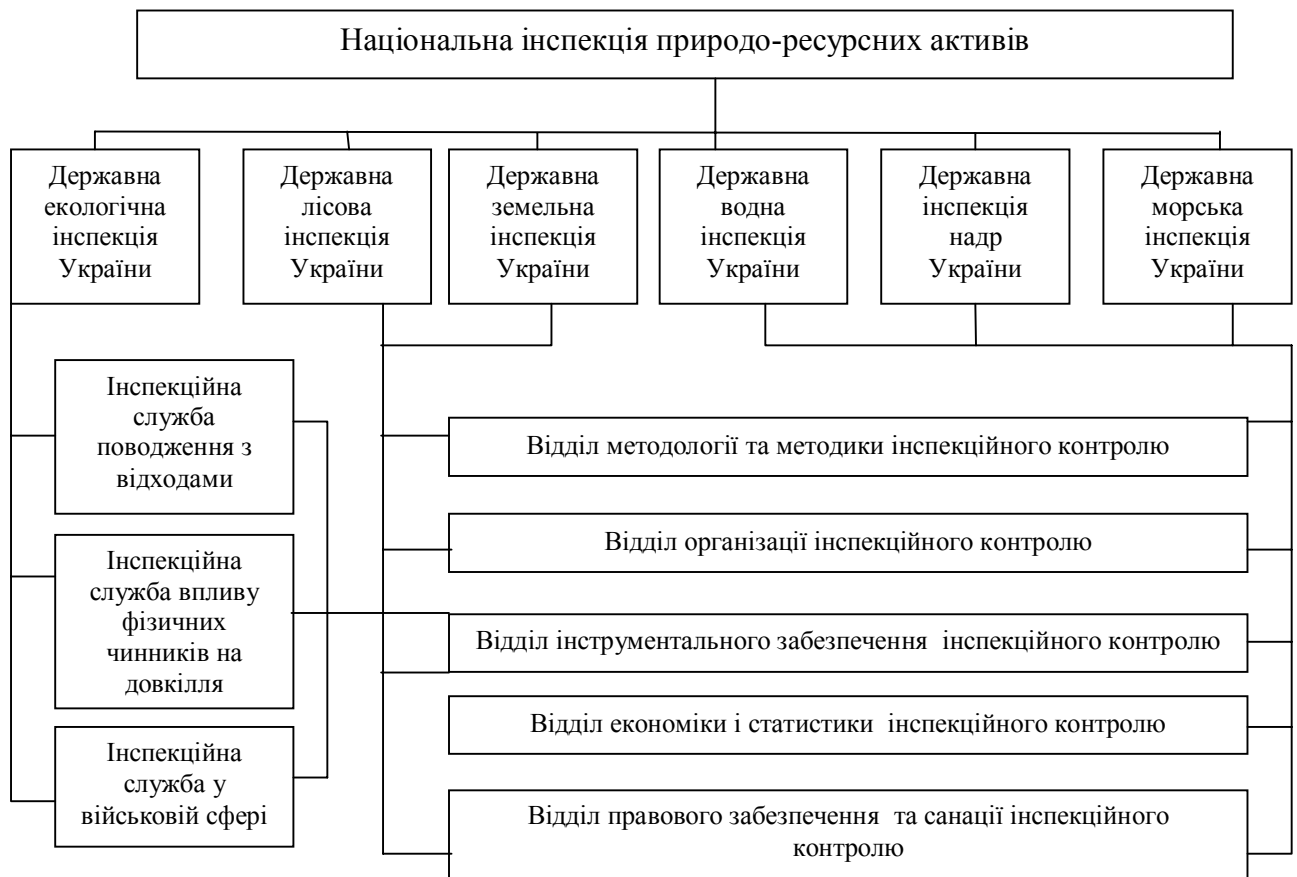 Національна інспекція природо-ресурсних активів
Державна
екологічна
інспекція
України
Державна
лісова
інспекція
України
Державна
земельна
інспекція
України
Державна
водна
інспекція
України
Державна
інспекція
надр
України
Державна
морська
інспекція
України
Інспекційна
служба
поводження з
відходами
Інспекційна
служба впливу
фізичних
чинників на
довкілля
Інспекційна
служба у
військовій сфері
Відділ методології та методики інспекційного контролю
Відділ організації інспекційного контролю
Відділ інструментального забезпечення інспекційного контролю
Відділ економіки і статистики інспекційного контролю
Відділ правового забезпечення та санації інспекційного
контролю